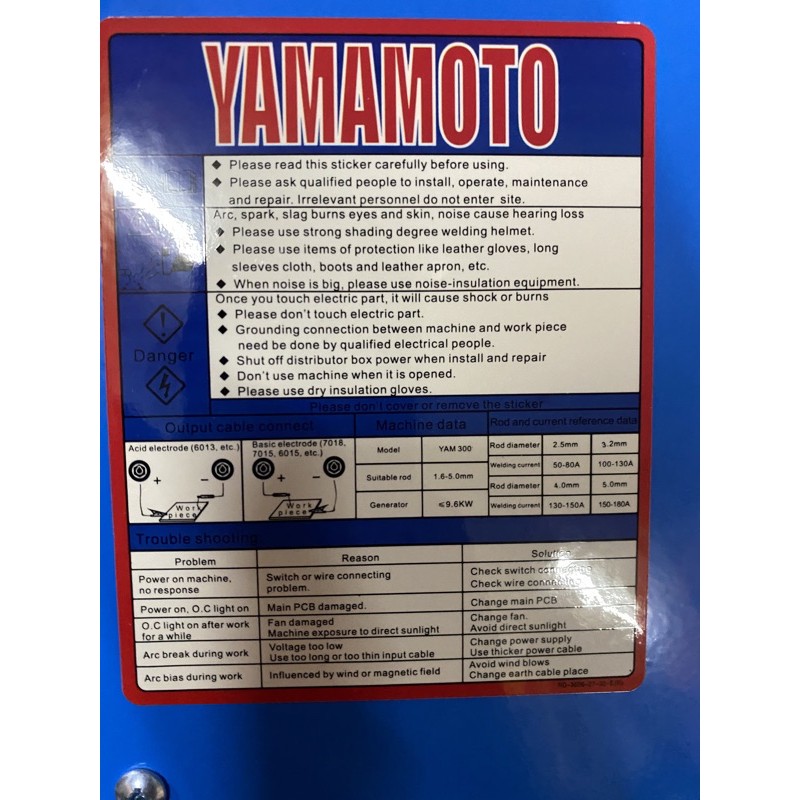 YAMAMOTO
◆ Please read this sticker carefully before using.
◆ Please ask qualified people to install, operate, maintenance
and repair. Irrelevant personnel do not enter site.
Arc, spark, slag burns eyes and skin, noise cause hearing loss
◆ Please use strong shading degree welding helmet.
◆ Please use items of protection like leather gloves, long
sleeves cloth, boots and leather apron, etc.
◆ When noise is big, please use noise-insulation equipment.
Once you touch electric part, it will cause shock or burns
◆ Please don't touch electric part.
◆ Grounding connection between machine and work piece
need be done by qualified electrical people.
◆ Shut off distributor box power when install and repair
◆ Don't use machine when it is opened.
◆ Please use dry insulation gloves.
Danger
Please don't cover or remove the sticker
Output cable connect
Acid electrode (6013, etc.)
+ -
Work
piece
Basic electrode (7018,
7015, 6015, etc.)
+ -
Work
piece
Machine data
Model YAM 300
Suitable rod 1.6-5.0mm
Generator ≤9.6KW
Rod and current reference data
Rod diameter 2.5mm 3.2mm
Welding current 50-80A 100-130A
Rod diameter 4.0mm 5.0mm
Welding current 130-150A 150-180A
Trouble shooting
Problem Reason Solution
Power on machine,
no response
Switch or wire connecting
problem.
Check switch connecting
Check wire connecting
Power on, O.C light on Main PCB damaged. Change main PCB
O.C light on after work
for a while
Fan damaged
Machine exposure to direct sunlight
Change fan.
Avoid direct sunlight
Arc break during work
Voltage too low
Use too long or too thin input cable
Change power supply
Use thicker power cable
Arc bias during work Influenced by wind or magnetic field
Avoid wind blows
Change earth cable place